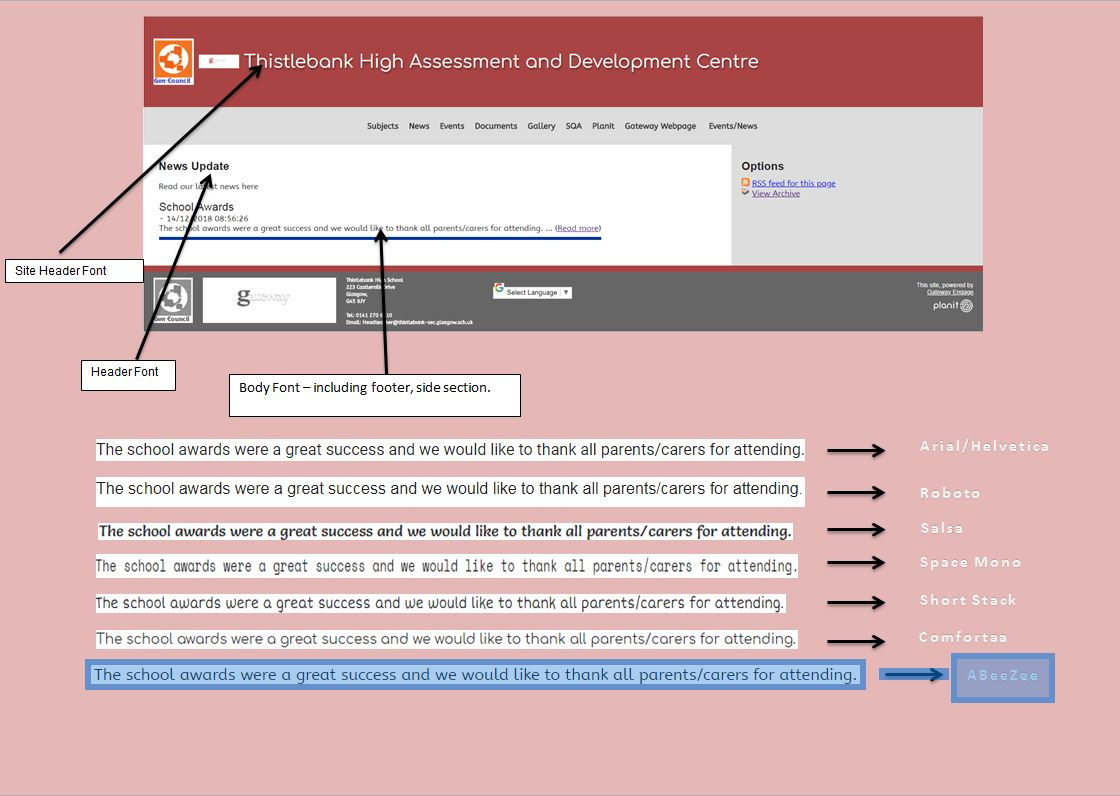 Gen Council
Thistlebank High Assessment and Development Centre
Subjects News Events Documents Gallery SQA Planit Gateway Webpage Events/News
News Update
Read our latest news here
School Awards
- 14/12/2018 08:56:26
The school awards were a great success and we would like to thank all parents/carers for attending. ... (Read more)
Options
RSS feed for this page
View Archive
Site Header Font
Gen Council
gateway
Thistlebank High School
223 Castlemilk Drive
Glasgow,
G45 9JY
Tel: 0141 270
Email: Headteacher@thistlebank-sec.glasgow.sch.uk
G Select Language ▼
This site, powered by
Gateway Engage
planit
Header Font
Body Font – including footer, side section.
The school awards were a great success and we would like to thank all parents/carers for attending. Arial/Helvetica
The school awards were a great success and we would like to thank all parents/carers for attending. Roboto
The school awards were a great success and we would like to thank all parents/carers for attending. Salsa
The school awards were a great success and we would like to thank all parents/carers for attending. Space Mono
The school awards were a great success and we would like to thank all parents/carers for attending. Short Stack
The school awards were a great success and we would like to thank all parents/carers for attending. Comfortaa
The school awards were a great success and we would like to thank all parents/carers for attending. ABeeZee